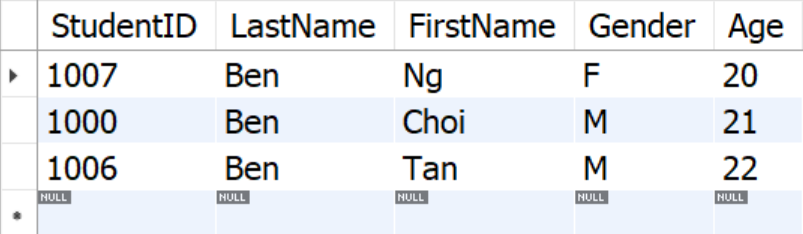 StudentID LastName FirstName Gender Age
1007 Ben Ng F 20
1000 Ben Choi M 21
1006 Ben Tan M 22
NULL NULL NULL NULL NULL